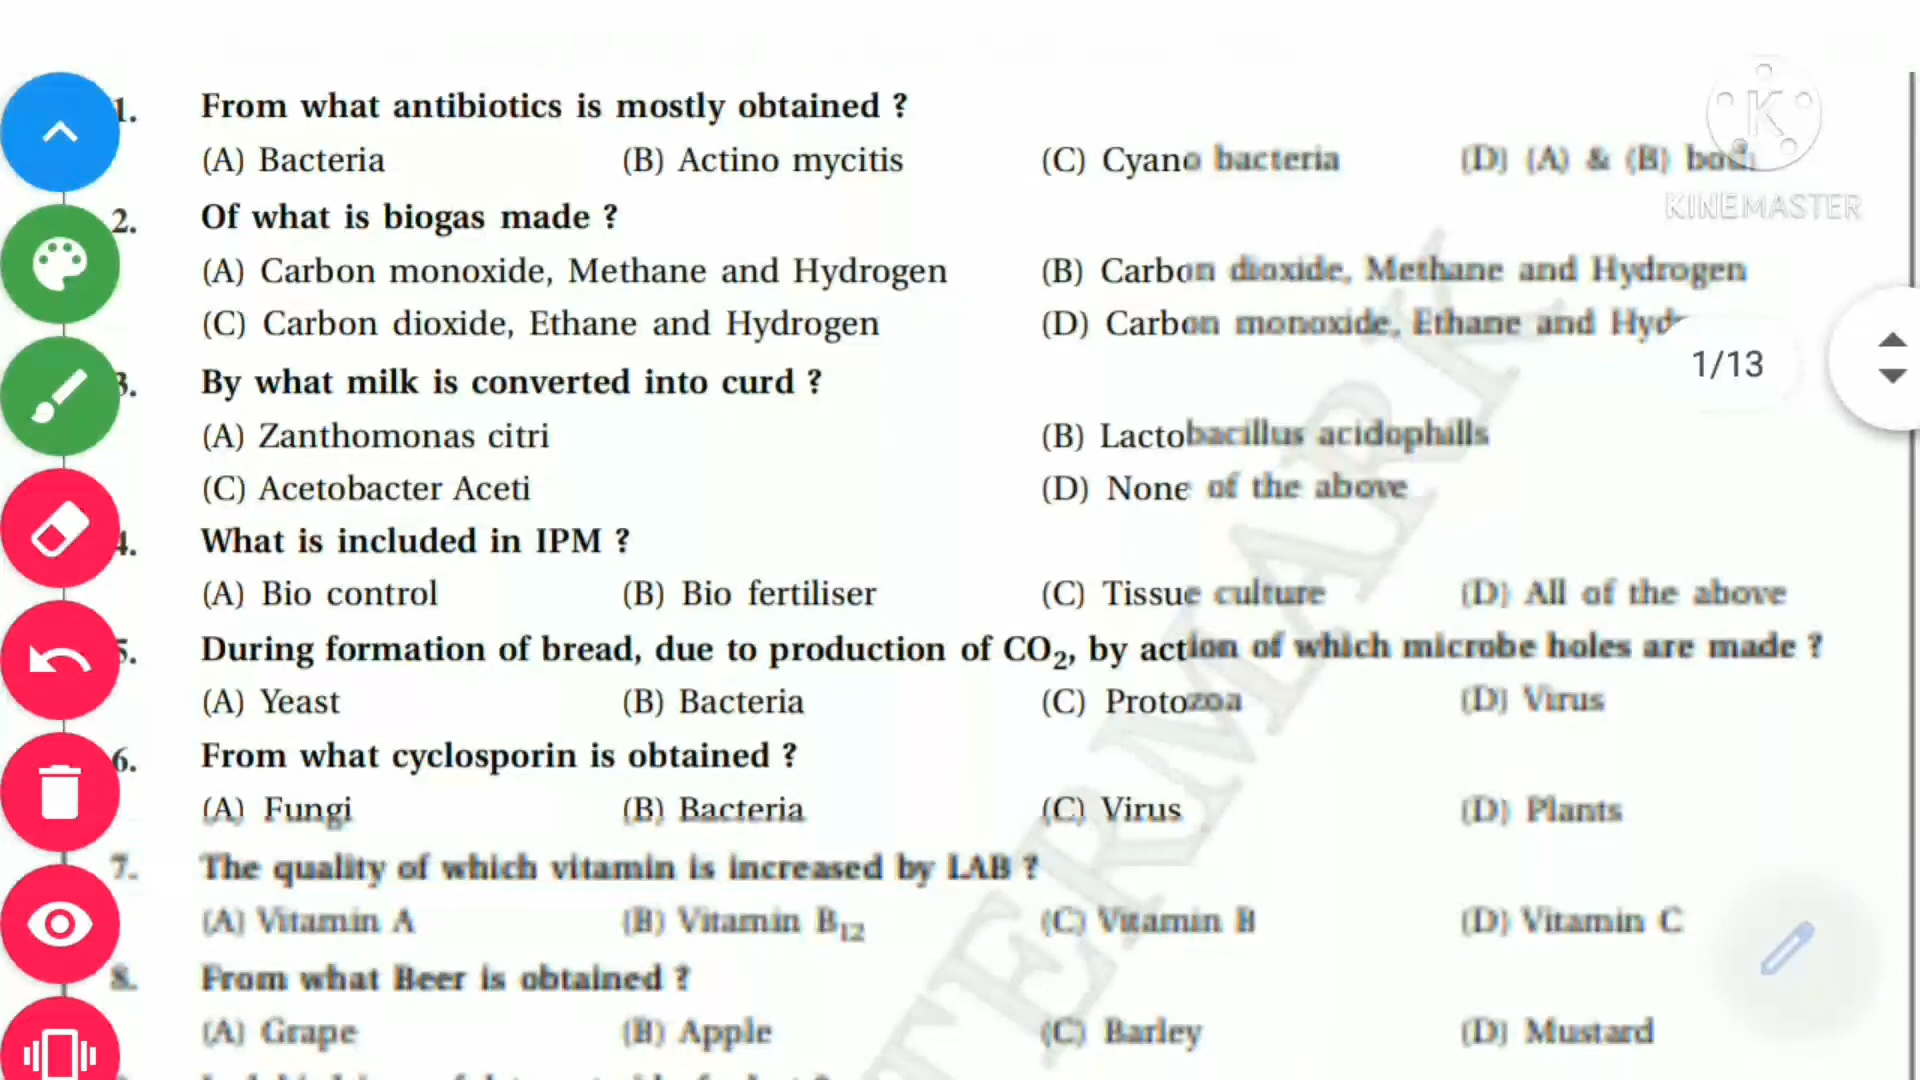 1. From what antibiotics is mostly obtained ?
(A) Bacteria (B) Actino mycitis (C) Cyano bacteria (D) (A) & (B) both
KINEMASTER
2. Of what is biogas made ?
(A) Carbon monoxide, Methane and Hydrogen (B) Carbon dioxide, Methane and Hydrogen
(C) Carbon dioxide, Ethane and Hydrogen (D) Carbon monoxide, Ethane and
1/13
3. By what milk is converted into curd ?
(A) Zanthomonas citri (B) Lactobacillus acidophills
(C) Acetobacter Aceti (D) None of the above
4. What is included in IPM ?
(A) Bio control (B) Bio fertiliser (C) Tissue culture (D) All of the above
5. During formation of bread, due to production of CO₂, by action of which microbe holes are made ?
(A) Yeast (B) Bacteria (C) Protozoa (D) Virus
6. From what cyclosporin is obtained ?
(A) Fungi (B) Bacteria (C) Virus (D) Plants
7. The quality of which vitamin is increased by LAB ?
(A) Vitamin A (B) Vitamin B₁₂ (C) Vitamin B (D) Vitamin C
8. From what Beer is obtained ?
(A) Grape (B) Apple (C) Barley (D) Mustard